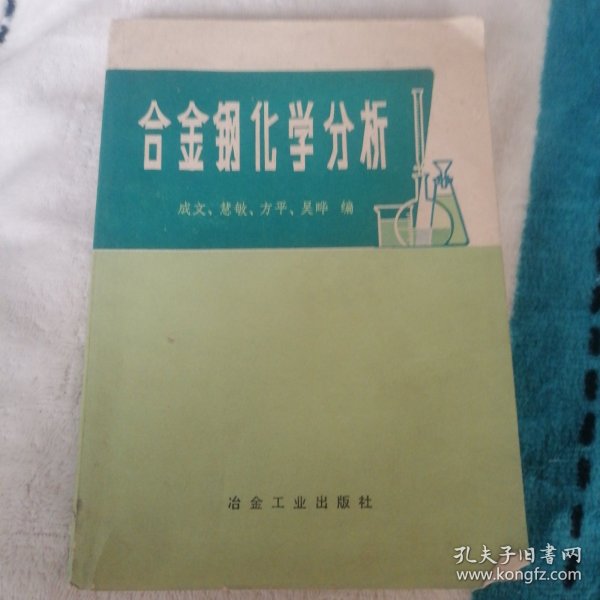 合金钢化学分析
成文、慧敏、方平、吴晔 编
冶金工业出版社
孔夫子旧书网
www.kongfz.com